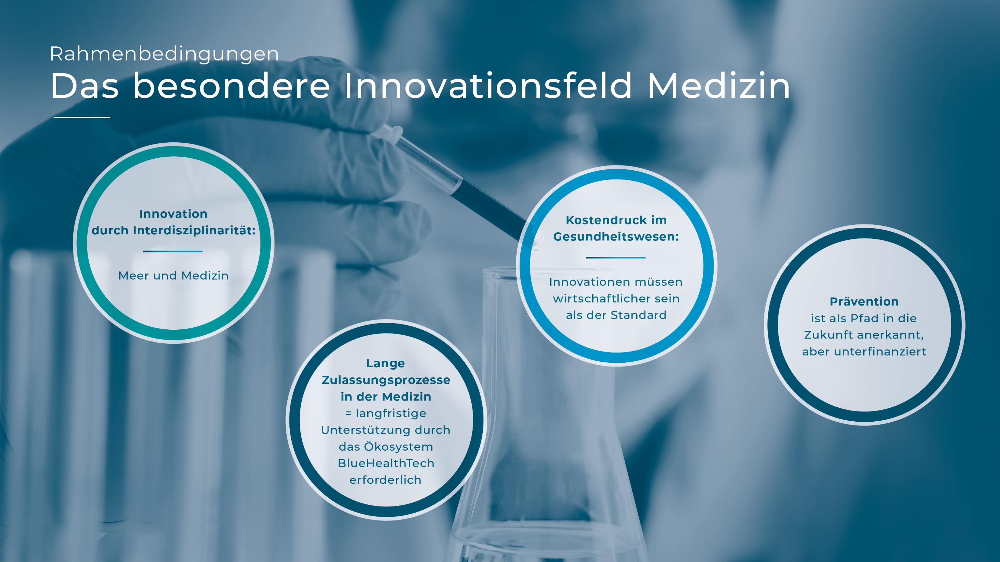 Rahmenbedingungen
Das besondere Innovationsfeld Medizin
Innovation
durch Interdisziplinarität:
Meer und Medizin
Lange
Zulassungsprozesse
in der Medizin
= langfristige
Unterstützung durch
das Ökosystem
BlueHealthTech
erforderlich
Kostendruck im
Gesundheitswesen:
Innovationen müssen
wirtschaftlicher sein
als der Standard
Prävention
ist als Pfad in die
Zukunft anerkannt,
aber unterfinanziert